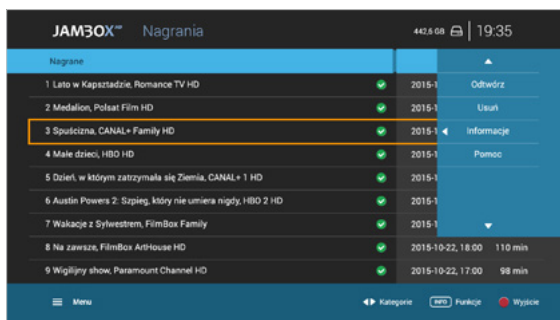 JAMBOX Nagrania 442,6 GB 19:35
Nagrane
1 Lato w Kapsztadzie, Romance TV HD 2015-1 Odtwórz
2 Medalion, Polsat Film HD 2015-1 Usuń
3 Spuścizna, CANAL+ Family HD 2015-1 Informacje
4 Małe dzieci, HBO HD 2015-1 Pomoc
5 Dzień, w którym zatrzymała się Ziemia, CANAL+ 1 HD 2015-1
6 Austin Powers 2: Szpieg, który nie umiera nigdy, HBO 2 HD 2015-1
7 Wakacje z Sylwestrem, FilmBox Family 2015-1
8 Na zawsze, FilmBox ArtHouse HD 2015-10-22, 18:00 110 min
9 Wigilijny show, Paramount Channel HD 2015-10-22, 17:00 98 min
Menu Kategorie INFO Funkcje Wyjście